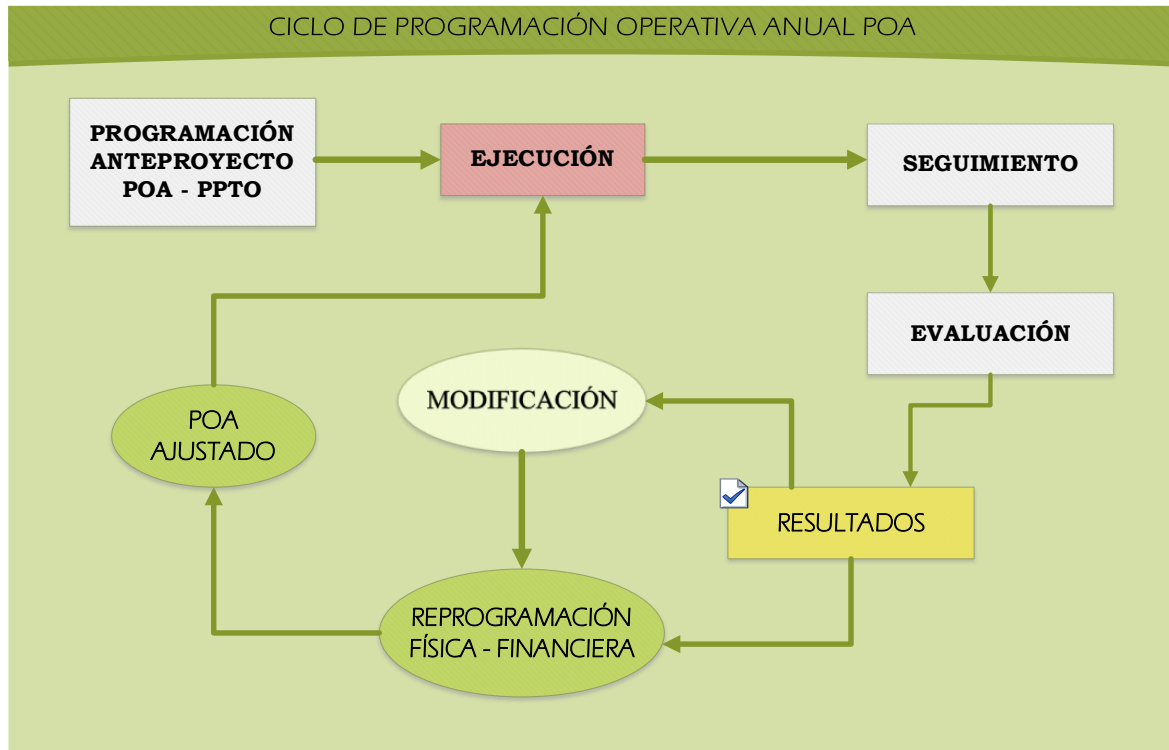 CICLO DE PROGRAMACIÓN OPERATIVA ANUAL POA
PROGRAMACIÓN
ANTEPROYECTO
POA - PPTO
EJECUCIÓN
SEGUIMIENTO
EVALUACIÓN
MODIFICACIÓN
POA
AJUSTADO
RESULTADOS
REPROGRAMACIÓN
FÍSICA - FINANCIERA